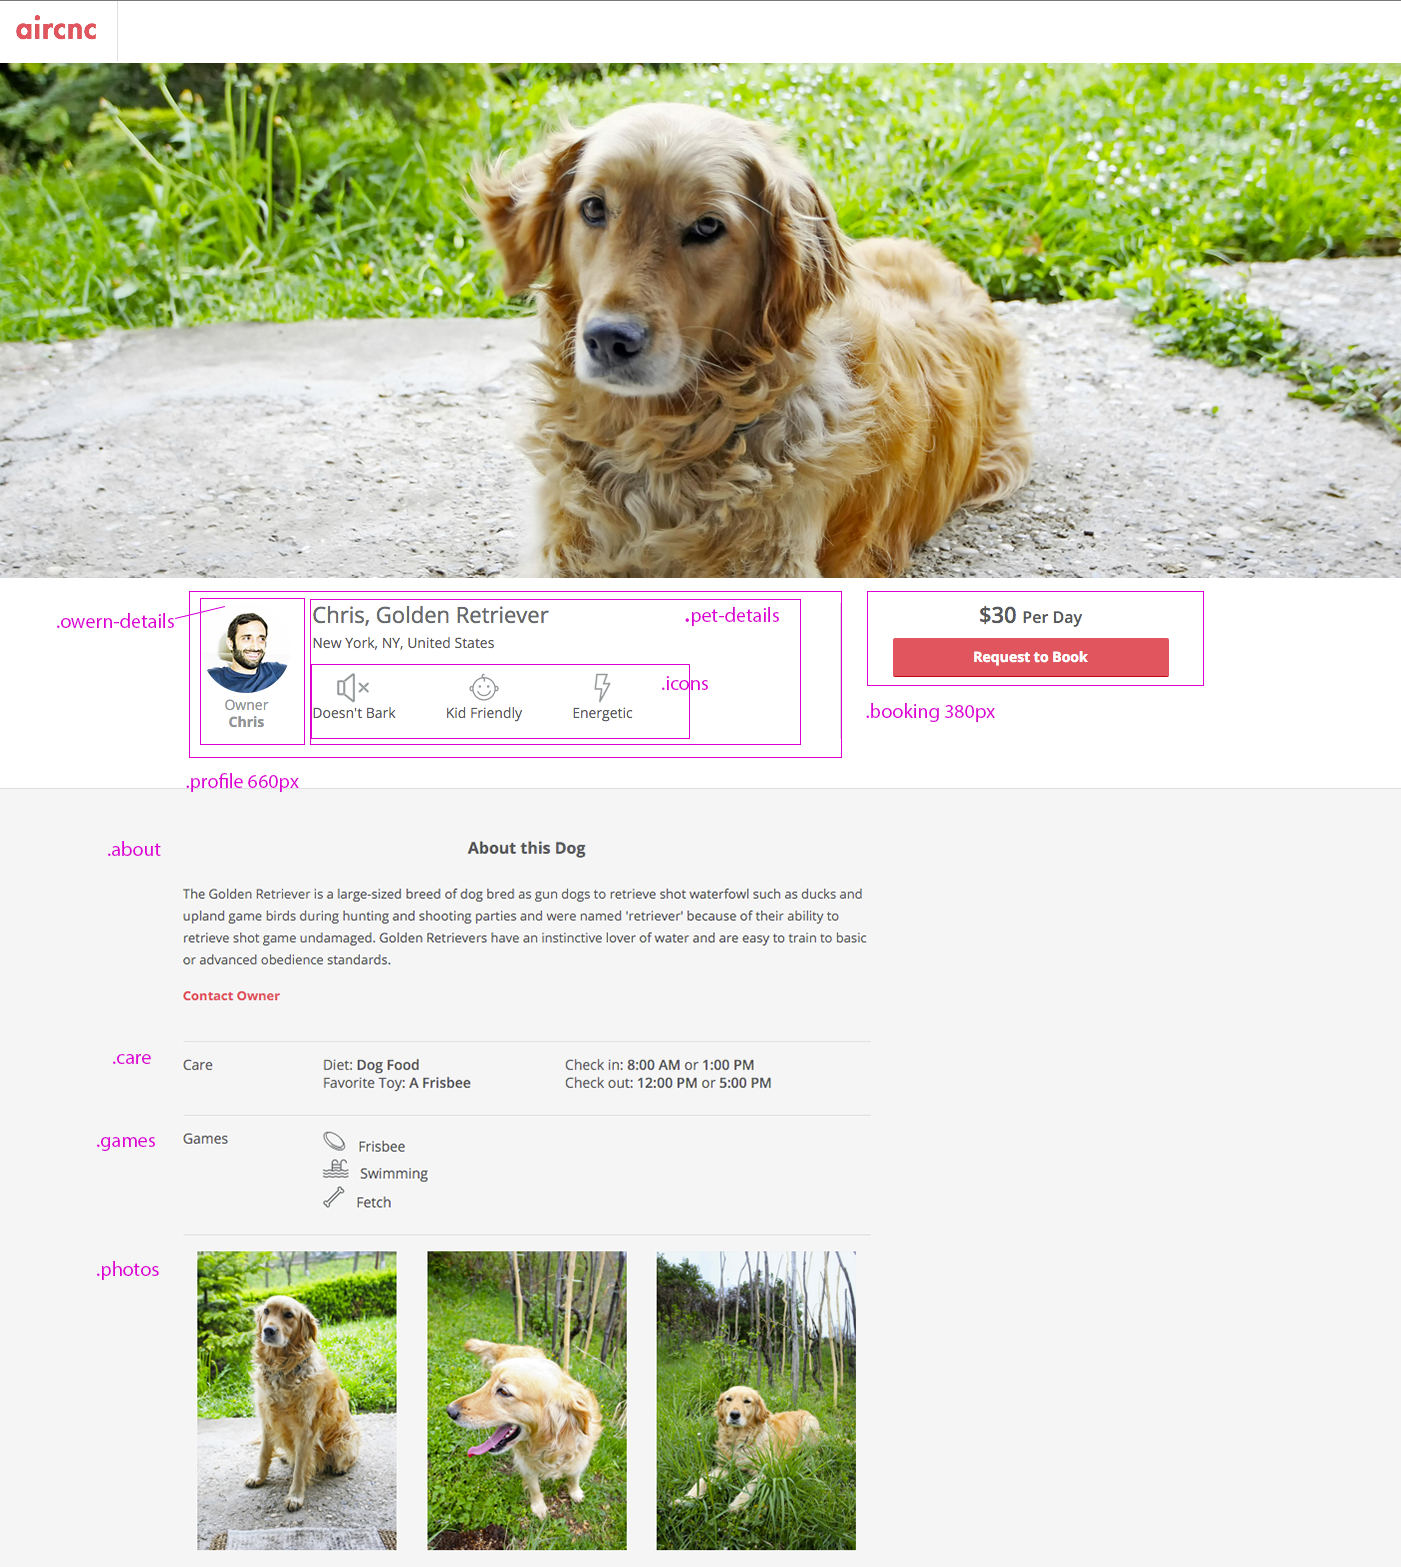 aircnc
.owern-details
Chris, Golden Retriever
.pet-details
New York, NY, United States
.icons
Doesn't Bark
Kid Friendly
Energetic
Owner
Chris
$30 Per Day
Request to Book
.booking 380px
.profile 660px
.about
About this Dog
The Golden Retriever is a large-sized breed of dog bred as gun dogs to retrieve shot waterfowl such as ducks and
upland game birds during hunting and shooting parties and were named 'retriever' because of their ability to
retrieve shot game undamaged. Golden Retrievers have an instinctive lover of water and are easy to train to basic
or advanced obedience standards.
Contact Owner
.care
Care
Diet: Dog Food
Favorite Toy: A Frisbee
Check in: 8:00 AM or 1:00 PM
Check out: 12:00 PM or 5:00 PM
.games
Games
Frisbee
Swimming
Fetch
.photos